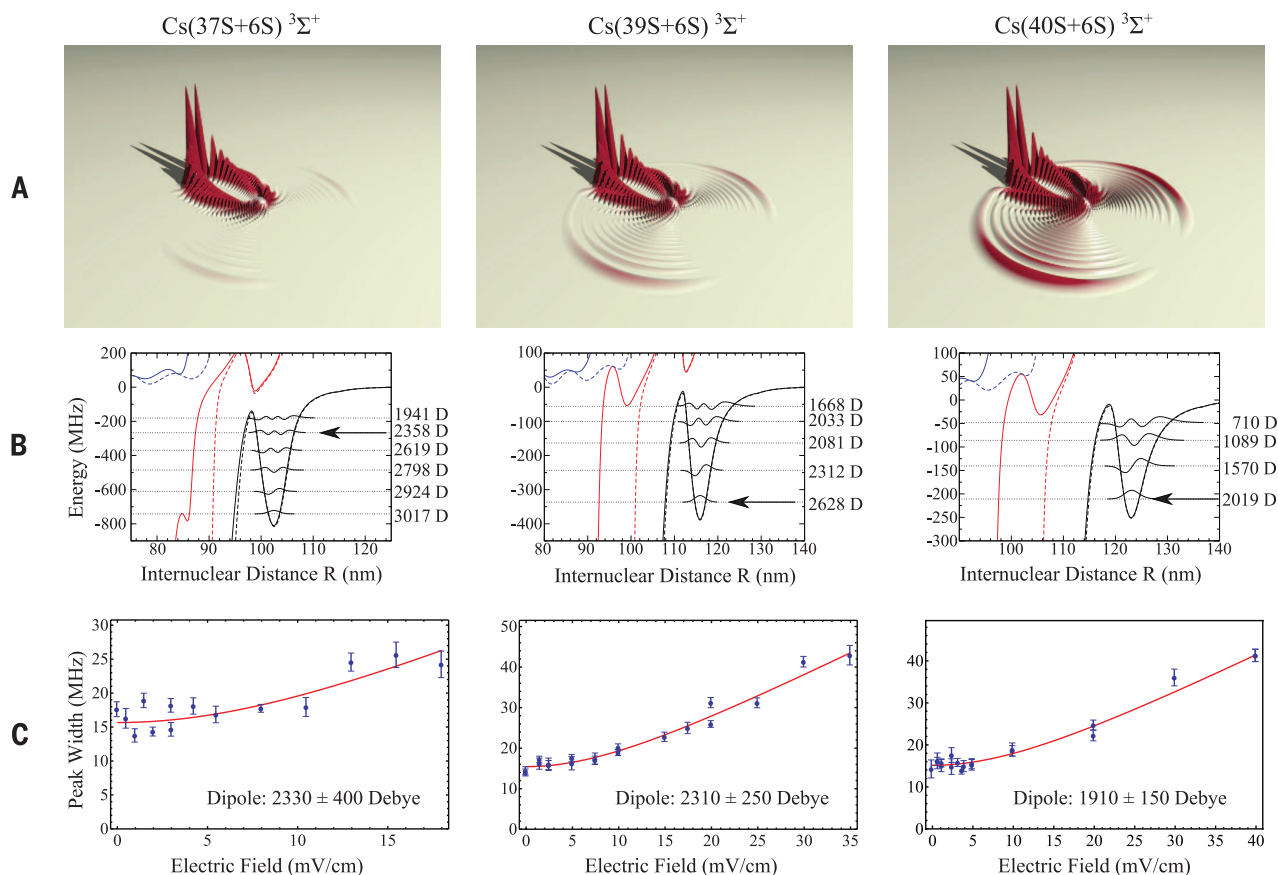 Cs(37S+6S) ³Σ⁺ Cs(39S+6S) ³Σ⁺ Cs(40S+6S) ³Σ⁺
A
B
Energy (MHz)
200
0
-200
-400
-600
-800
80 90 100 110 120
Internuclear Distance R (nm)
1941 D
2358 D
2619 D
2798 D
2924 D
3017 D
100
0
-100
-200
-300
-400
80 90 100 110 120 130 140
Internuclear Distance R (nm)
1668 D
2033 D
2081 D
2312 D
2628 D
100
50
0
-50
-100
-150
-200
-250
-300
100 110 120 130 140
Internuclear Distance R (nm)
710 D
1089 D
1570 D
2019 D
C
Peak Width (MHz)
30
25
20
15
10
5
0
0 5 10 15
Dipole: 2330 ± 400 Debye
Electric Field (mV/cm)
50
40
30
20
10
0
0 5 10 15 20 25 30 35
Dipole: 2310 ± 250 Debye
Electric Field (mV/cm)
40
30
20
10
0
0 10 20 30 40
Dipole: 1910 ± 150 Debye
Electric Field (mV/cm)